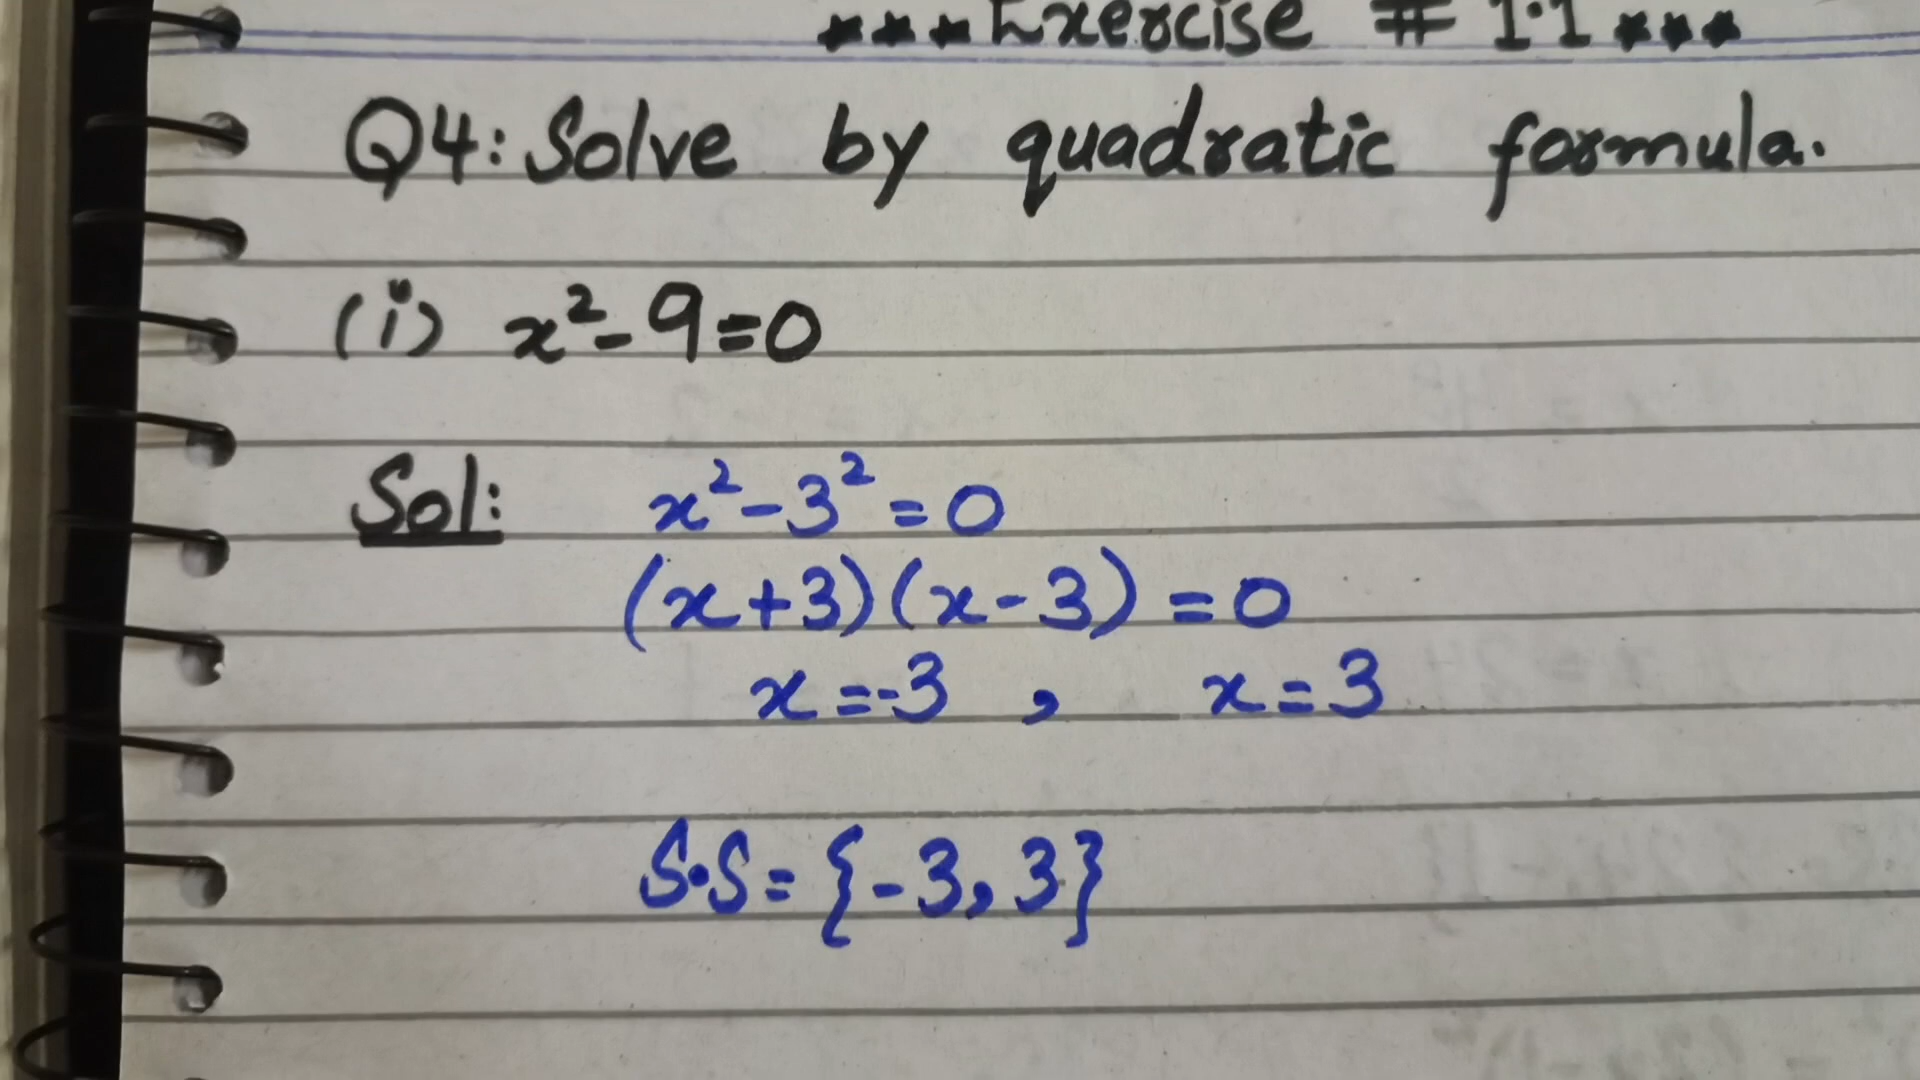 ***Exercise # 1.1***
Q4: Solve by quadratic formula.
(i) x²-9=0
Sol: x²-3²=0
(x+3)(x-3)=0
x=-3 , x=3
S.S={-3,3}